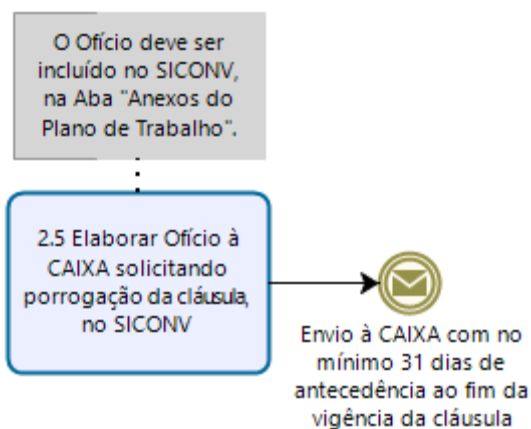 O Ofício deve ser
incluído no SICONV,
na Aba "Anexos do
Plano de Trabalho".
2.5 Elaborar Ofício à
CAIXA solicitando
porrogação da cláusula,
no SICONV
Envio à CAIXA com no
mínimo 31 dias de
antecedência ao fim da
vigência da cláusula